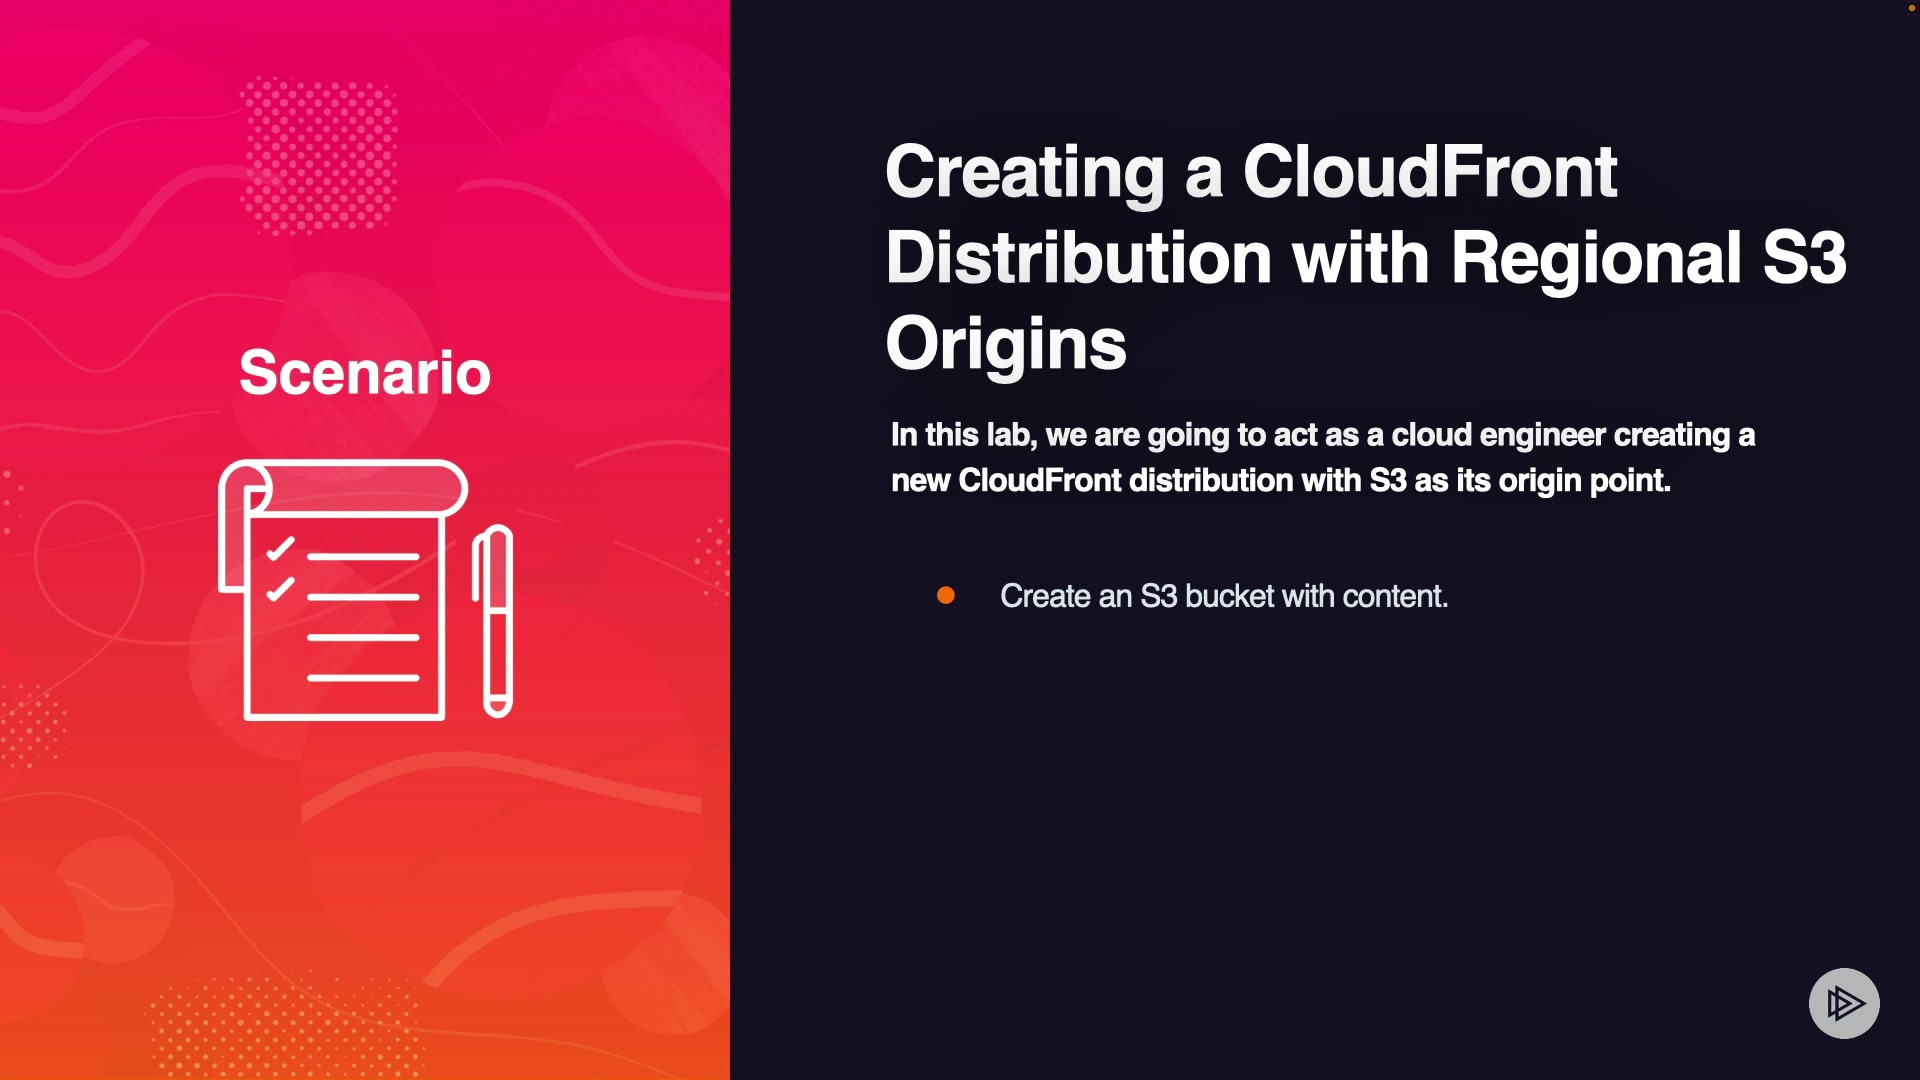 Scenario
Creating a CloudFront
Distribution with Regional S3
Origins
In this lab, we are going to act as a cloud engineer creating a
new CloudFront distribution with S3 as its origin point.
Create an S3 bucket with content.